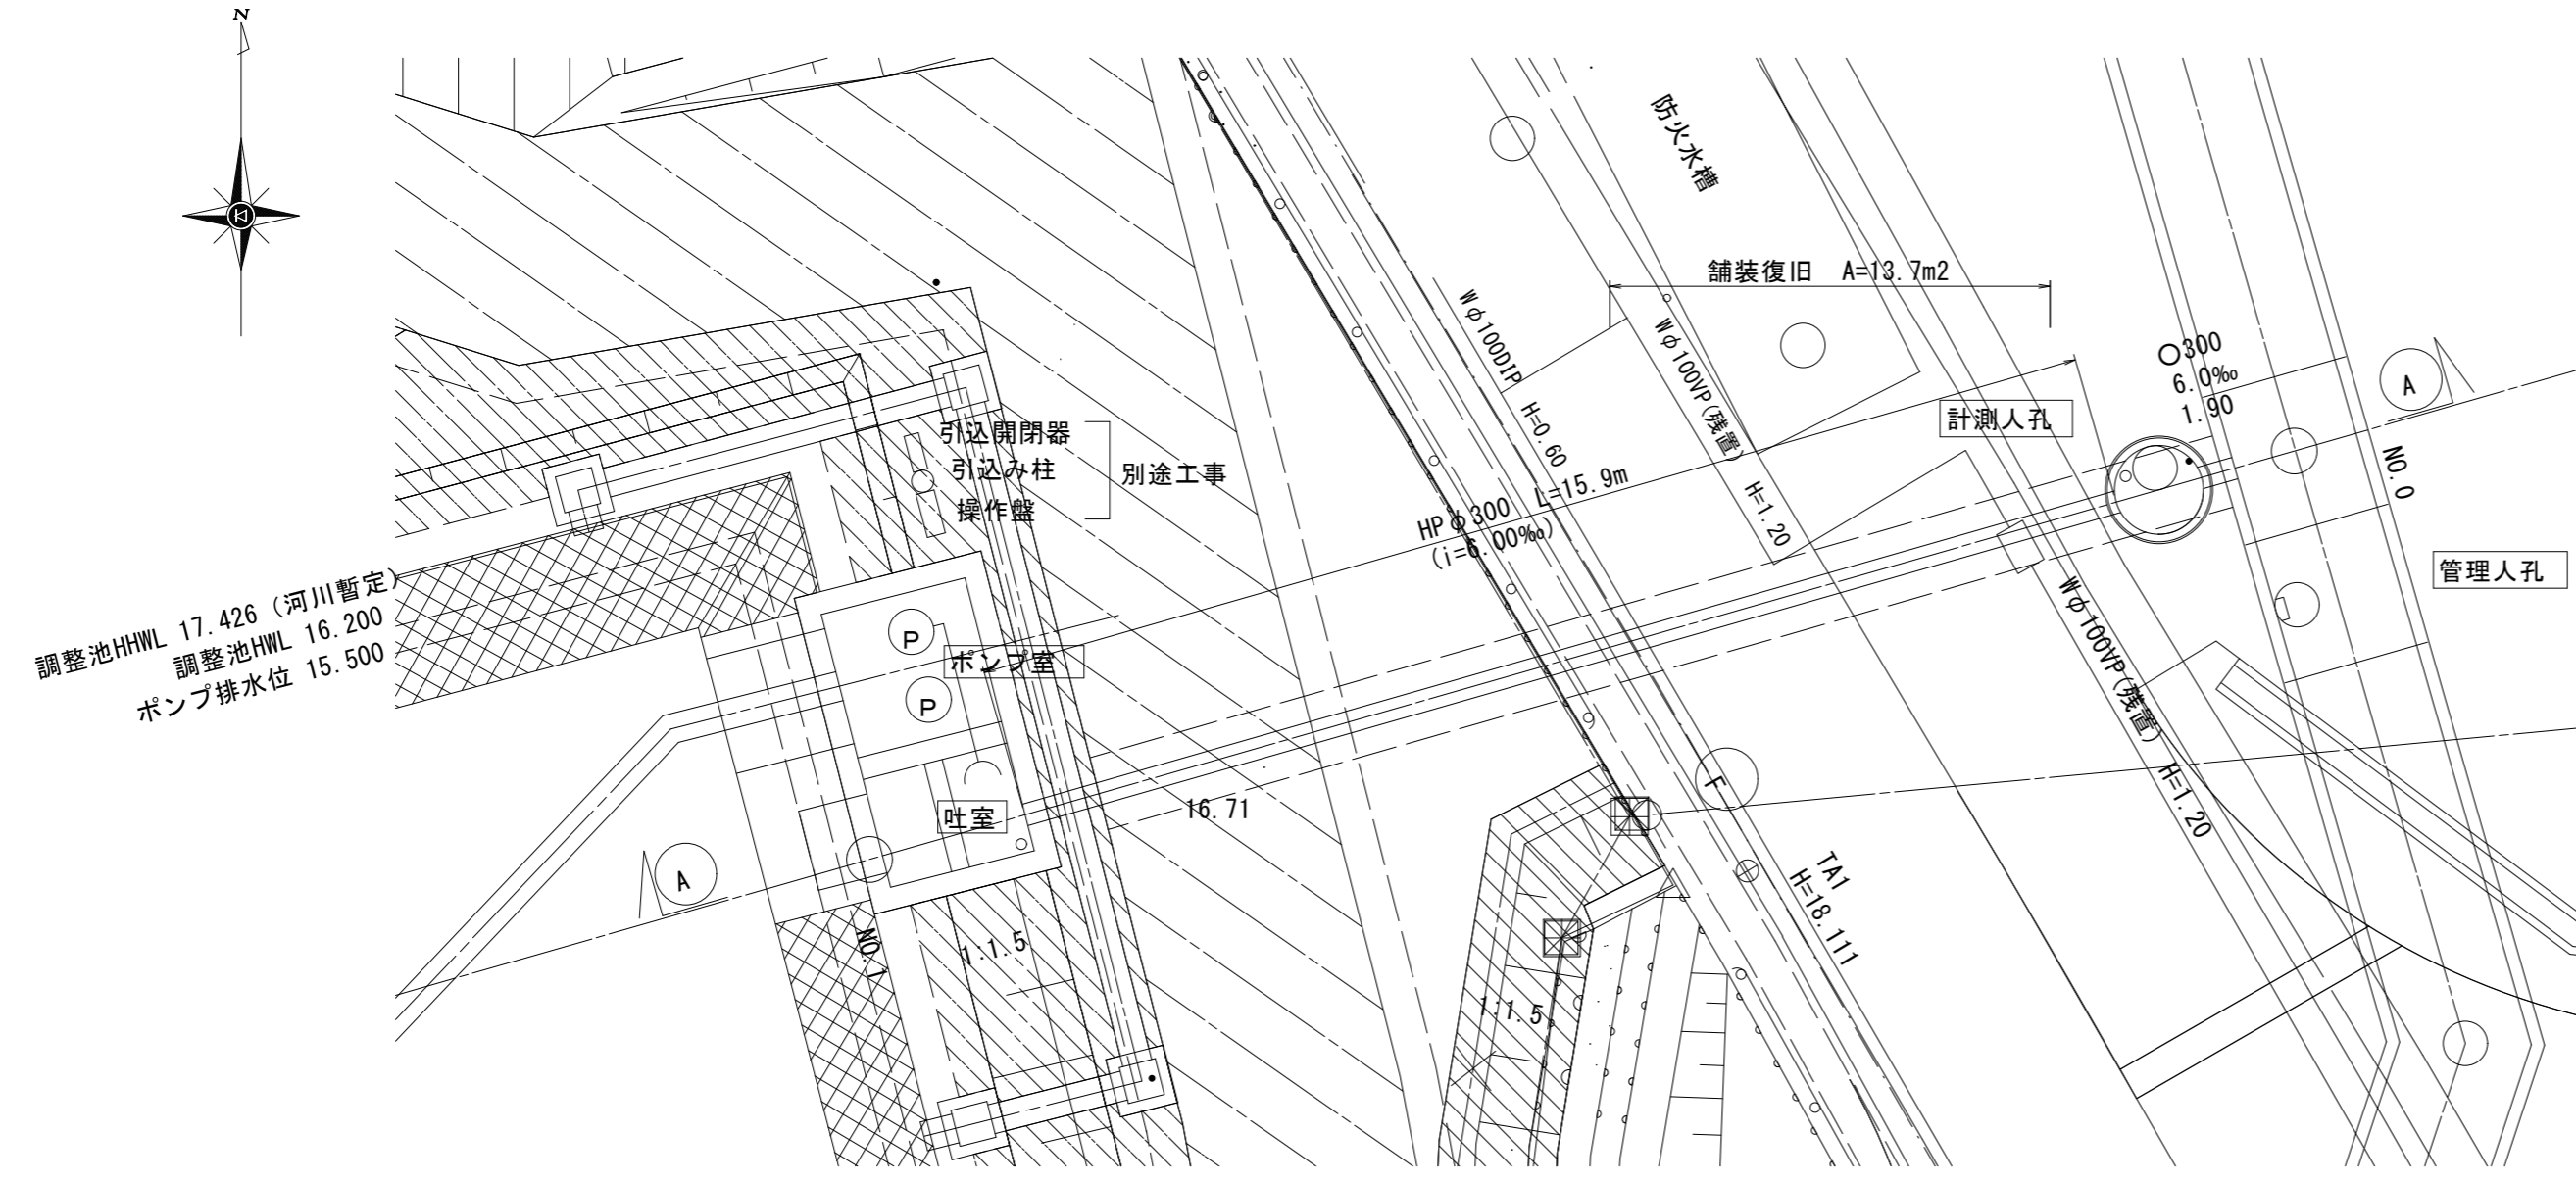 N
防火水槽
舗装復旧 A=13.7m2
Wφ100DIP H=0.60
Wφ100VP(残置) H=1.20
○300
6.0‰
1.90
A
計測人孔
NO.0
引込開閉器
引込み柱
操作盤
別途工事
HPφ300 L=15.9m
(i=6.00‰)
管理人孔
調整池HHWL 17.426 (河川暫定)
調整池HWL 16.200
ポンプ排水位 15.500
P
ポンプ室
P
Wφ100VP(残置) H=1.20
吐室
16.71
F
A
TA1
H=18.111
NO.1
1:1.5
1:1.5